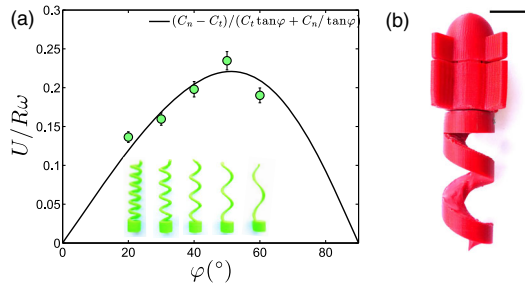 (a)
(C_n − C_t)/(C_t tanφ + C_n/ tanφ)
0.3
0.25
0.2
0.15
0.1
0.05
0
U/Rω
0 20 40 60 80
φ(°)
(b)